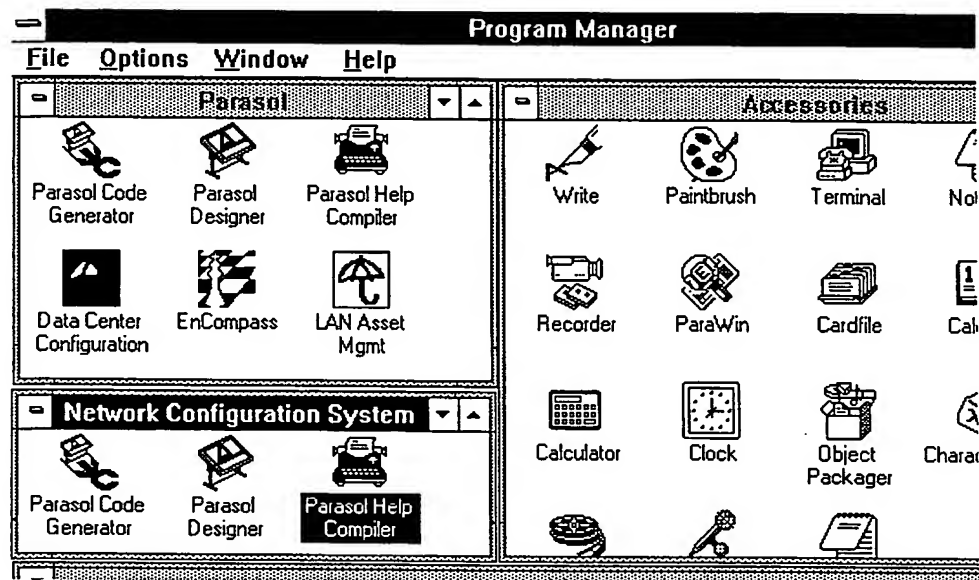 Program Manager
File Options Window Help
Parasol
Parasol Code
Generator
Parasol
Designer
Parasol Help
Compiler
Data Center
Configuration
EnCompass
LAN Asset
Mgmt
Network Configuration System
Parasol Code
Generator
Parasol
Designer
Parasol Help
Compiler
Accessories
Write
Paintbrush
Terminal
Recorder
ParaWin
Cardfile
Calculator
Clock
Object
Packager